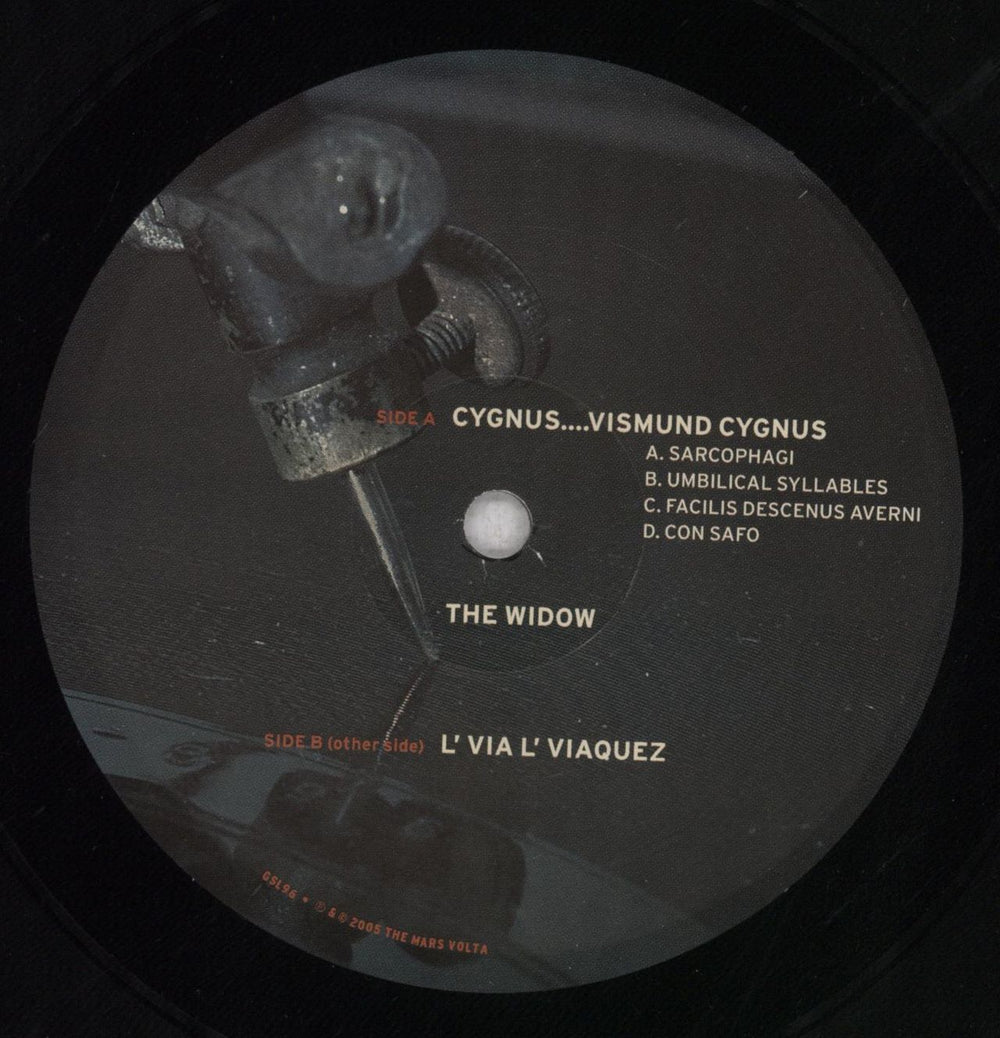 SIDE A CYGNUS....VISMUND CYGNUS
A. SARCOPHAGI
B. UMBILICAL SYLLABLES
C. FACILIS DESCENUS AVERNI
D. CON SAFO
THE WIDOW
SIDE B (other side) L' VIA L' VIAQUEZ
GSL96 • ℗ & © 2005 THE MARS VOLTA